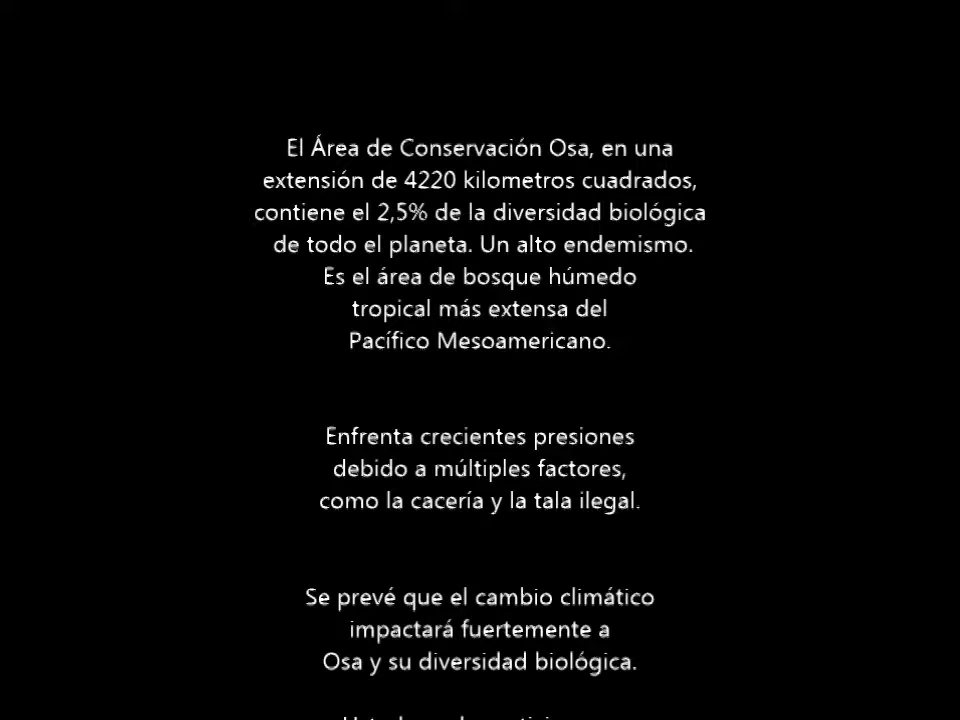 El Área de Conservación Osa, en una
extensión de 4220 kilometros cuadrados,
contiene el 2,5% de la diversidad biológica
de todo el planeta. Un alto endemismo.
Es el área de bosque húmedo
tropical más extensa del
Pacífico Mesoamericano.
Enfrenta crecientes presiones
debido a múltiples factores,
como la cacería y la tala ilegal.
Se prevé que el cambio climático
impactará fuertemente a
Osa y su diversidad biológica.